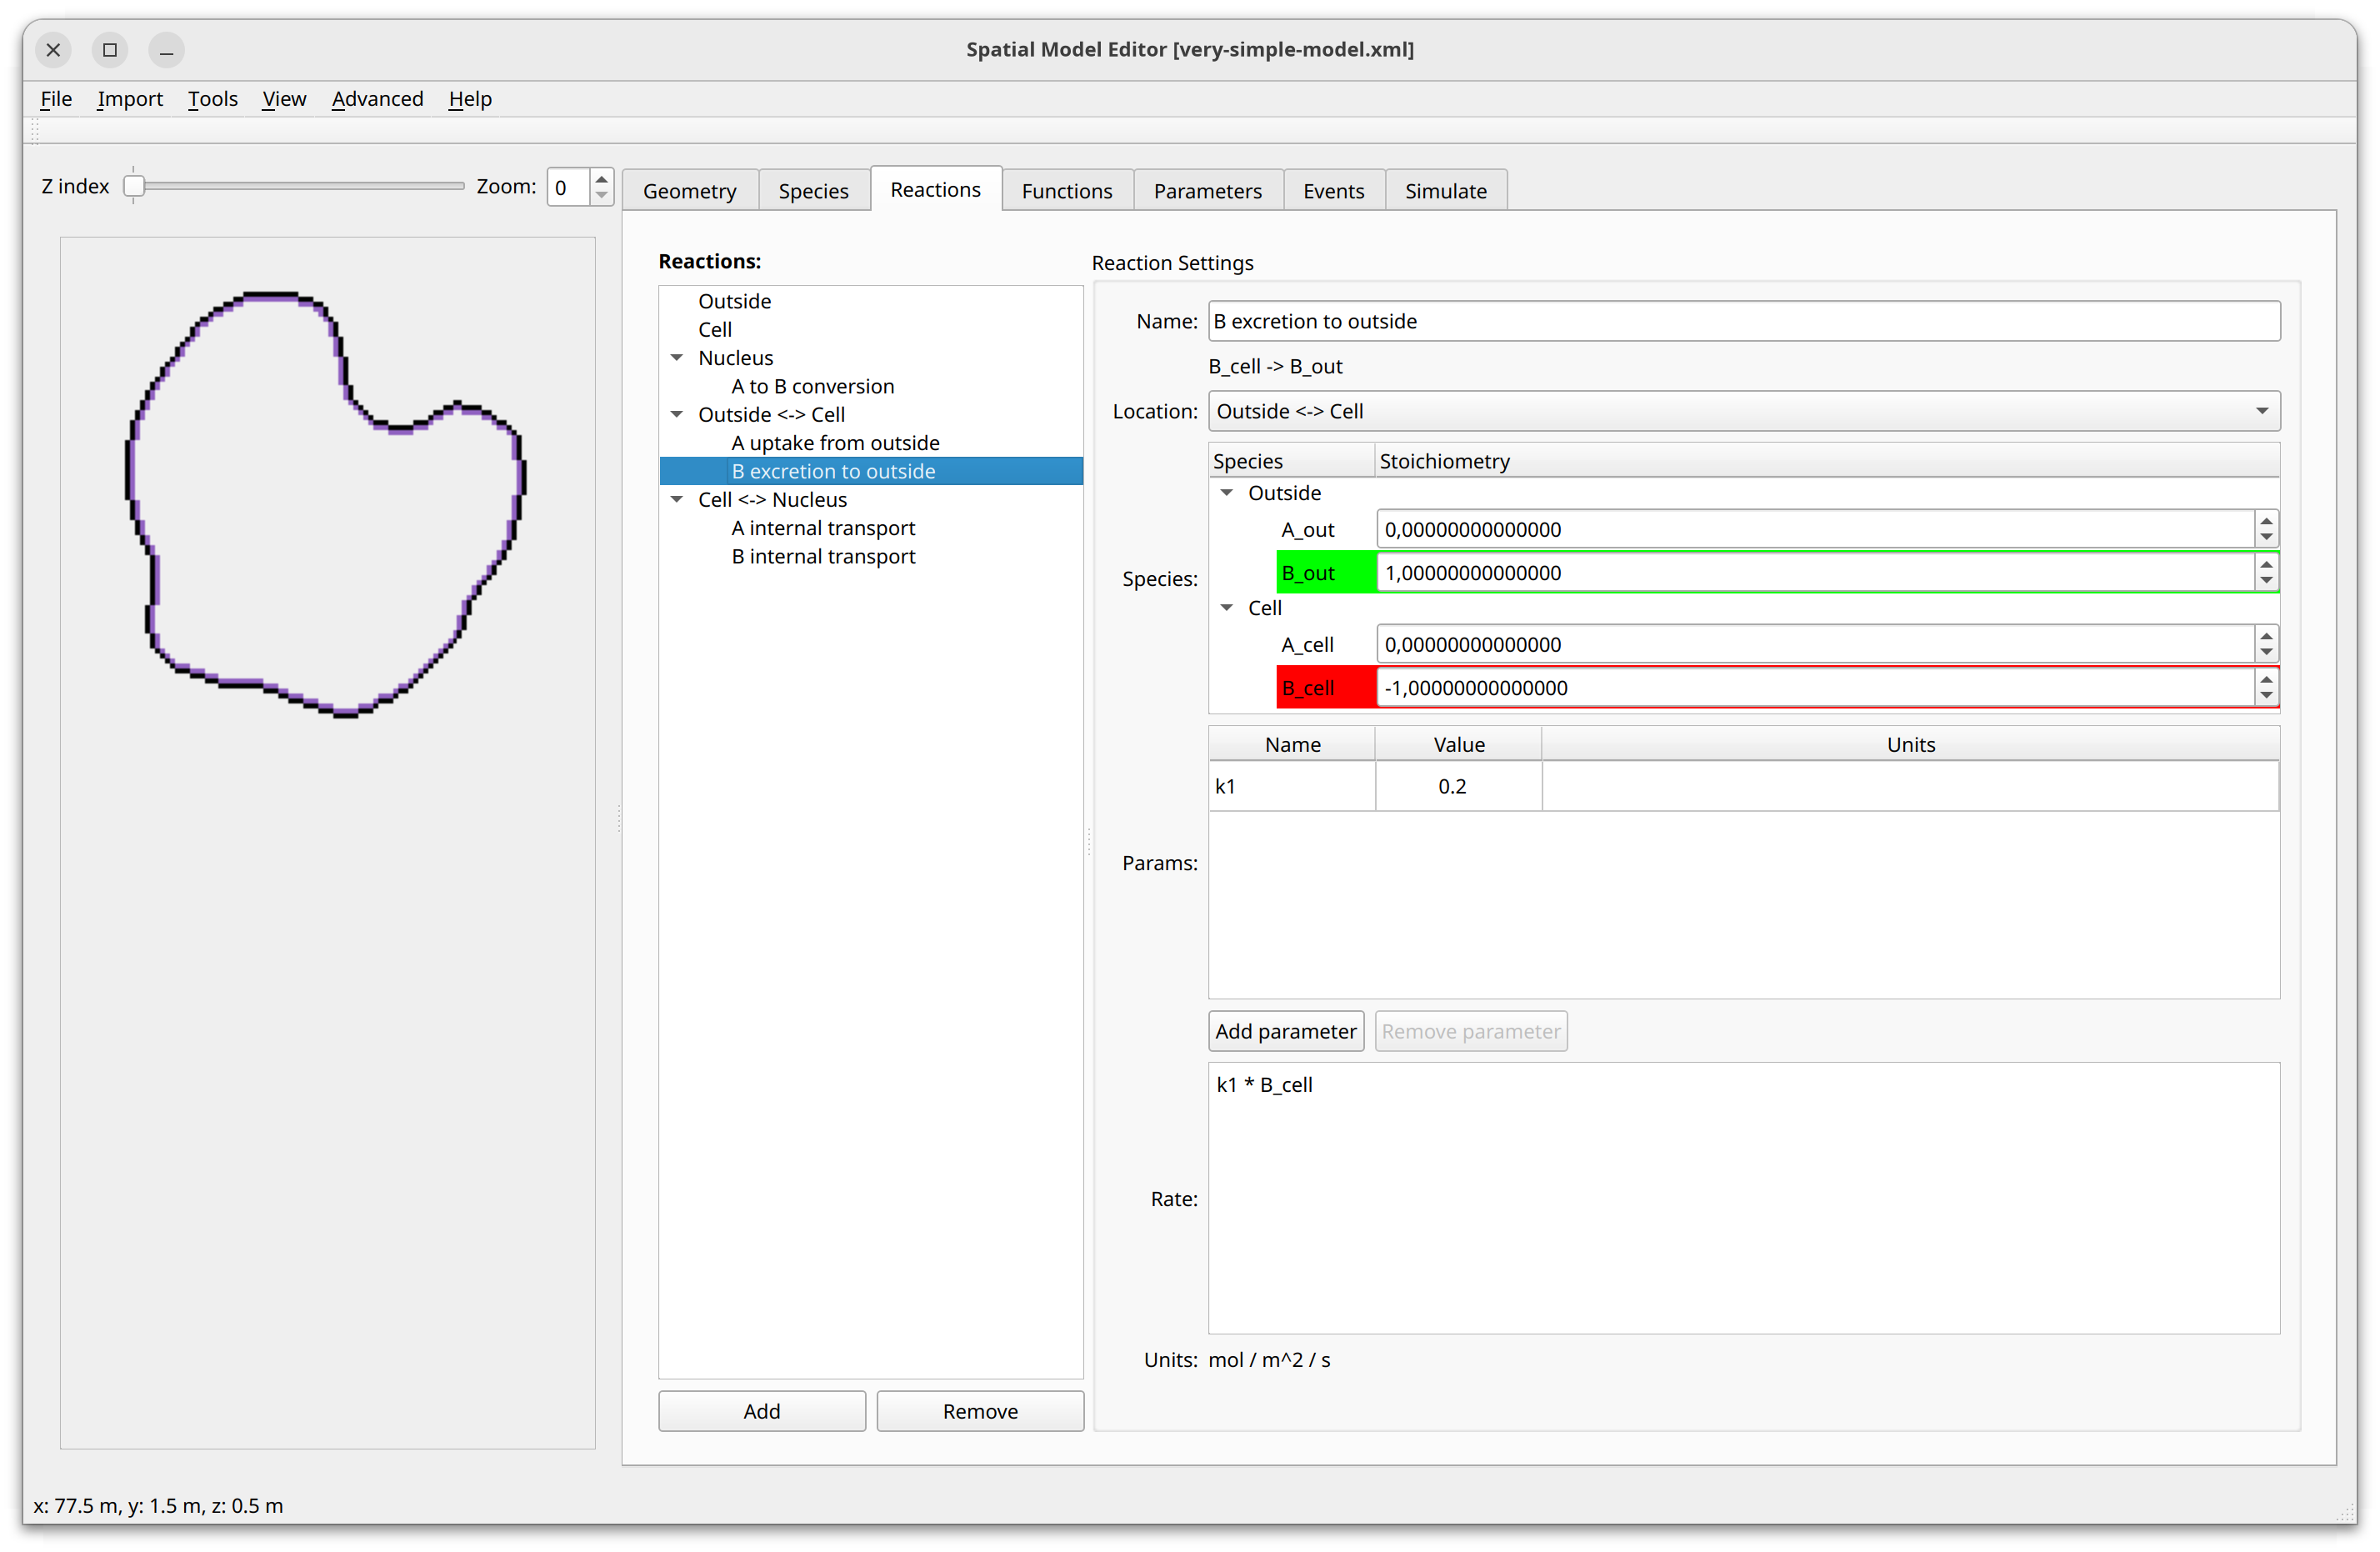 Spatial Model Editor [very-simple-model.xml]
File Import Tools View Advanced Help
Z index Zoom: 0
Geometry Species Reactions Functions Parameters Events Simulate
Reactions:
Outside
Cell
Nucleus
A to B conversion
Outside <-> Cell
A uptake from outside
B excretion to outside
Cell <-> Nucleus
A internal transport
B internal transport
Add Remove
Reaction Settings
Name: B excretion to outside
B_cell -> B_out
Location: Outside <-> Cell
Species:
Species Stoichiometry
Outside
A_out 0,00000000000000
B_out 1,00000000000000
Cell
A_cell 0,00000000000000
B_cell -1,00000000000000
Params:
Name Value Units
k1 0.2
Add parameter Remove parameter
Rate:
k1 * B_cell
Units: mol / m^2 / s
x: 77.5 m, y: 1.5 m, z: 0.5 m